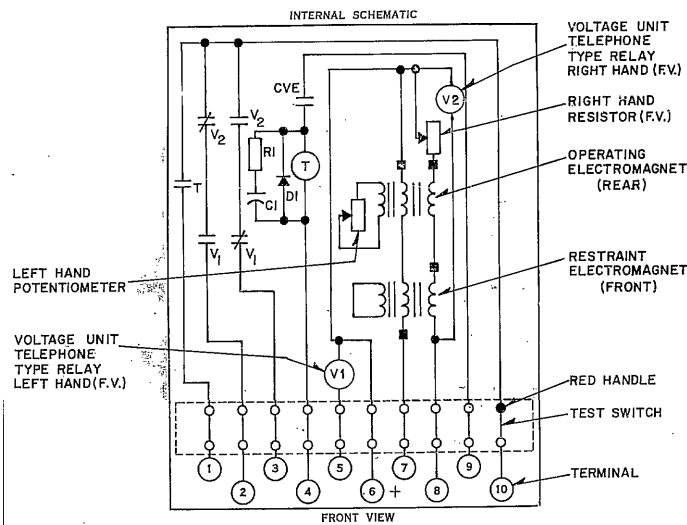 INTERNAL SCHEMATIC
VOLTAGE UNIT
TELEPHONE
TYPE RELAY
RIGHT HAND (F.V.)
CVE
V2
RIGHT HAND
RESISTOR (F.V.)
V2
V2
R1
T
D1
C1
T
OPERATING
ELECTROMAGNET
(REAR)
V1
V1
LEFT HAND
POTENTIOMETER
RESTRAINT
ELECTROMAGNET
(FRONT)
VOLTAGE UNIT
TELEPHONE
TYPE RELAY
LEFT HAND (F.V.)
V1
RED HANDLE
TEST SWITCH
1
2
3
4
5
6 +
7
8
9
10
TERMINAL
FRONT VIEW